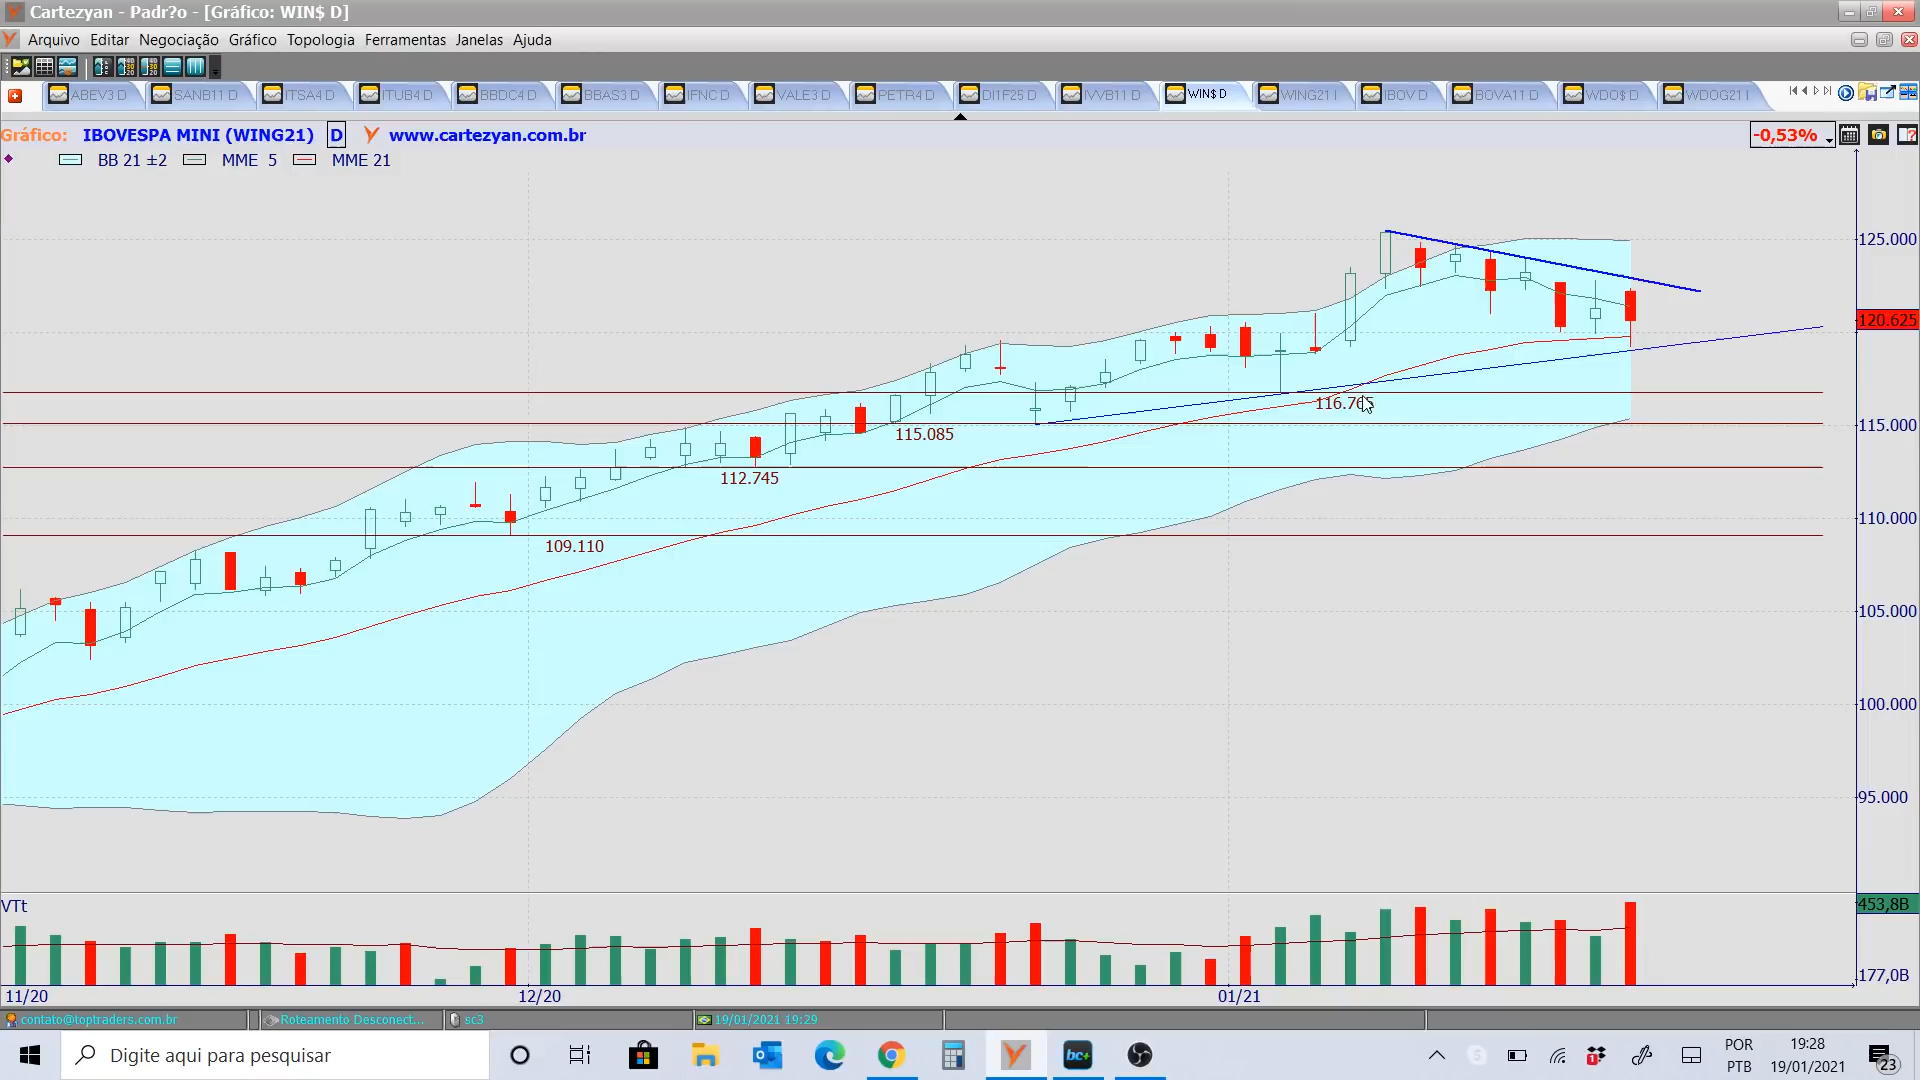 Cartezyan - Padr?o - [Gráfico: WIN$ D]
Arquivo Editar Negociação Gráfico Topologia Ferramentas Janelas Ajuda
ABEV3 D SANB11 D ITSA4 D ITUB4 D BBDC4 D BBAS3 D IFNC D VALE3 D PETR4 D DI1F25 D IVVB11 D WIN$ D WING21 I IBOV D BOVA11 D WDO$ D WDOG21 I
Gráfico: IBOVESPA MINI (WING21) D www.cartezyan.com.br -0,53%
BB 21 ±2 MME 5 MME 21
125.000
120.625
116.765
115.085
115.000
112.745
110.000
109.110
105.000
100.000
95.000
VTt
453,8B
177,0B
11/20 12/20 01/21
contato@toptraders.com.br Roteamento Desconect... sc3 19/01/2021 19:29
Digite aqui para pesquisar
bc+
POR
PTB
19:28
19/01/2021
23